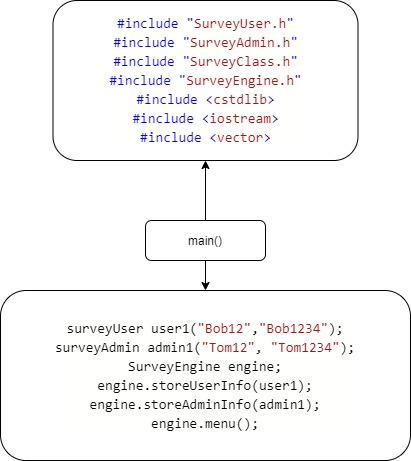 #include "SurveyUser.h"
#include "SurveyAdmin.h"
#include "SurveyClass.h"
#include "SurveyEngine.h"
#include <cstdlib>
#include <iostream>
#include <vector>
main()
surveyUser user1("Bob12","Bob1234");
surveyAdmin admin1("Tom12", "Tom1234");
SurveyEngine engine;
engine.storeUserInfo(user1);
engine.storeAdminInfo(admin1);
engine.menu();